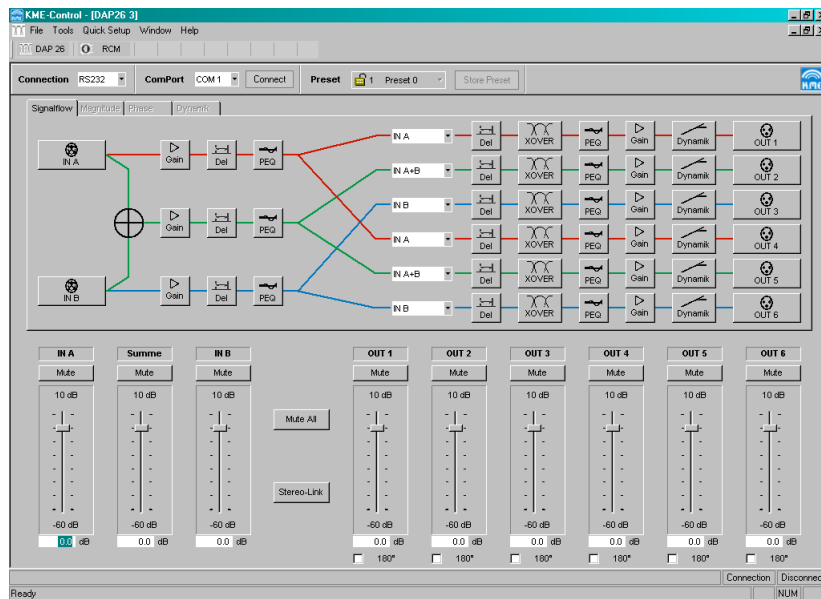 KME-Control - [DAP26 3]
File Tools Quick Setup Window Help
DAP 26 RCM
Connection RS232 ComPort COM 1 Connect Preset 1 Preset 0 Store Preset
KME
Signalflow Magnitude Phase Dynamik
IN A Gain Del PEQ IN A Del XOVER PEQ Gain Dynamik OUT 1
IN A+B Del XOVER PEQ Gain Dynamik OUT 2
Gain Del PEQ IN B Del XOVER PEQ Gain Dynamik OUT 3
IN A Del XOVER PEQ Gain Dynamik OUT 4
IN B Gain Del PEQ IN A+B Del XOVER PEQ Gain Dynamik OUT 5
IN B Del XOVER PEQ Gain Dynamik OUT 6
IN A Summe IN B OUT 1 OUT 2 OUT 3 OUT 4 OUT 5 OUT 6
Mute Mute Mute Mute Mute Mute Mute Mute Mute
10 dB 10 dB 10 dB 10 dB 10 dB 10 dB 10 dB 10 dB 10 dB
Mute All
Stereo-Link
-60 dB -60 dB -60 dB -60 dB -60 dB -60 dB -60 dB -60 dB -60 dB
0.0 dB 0.0 dB 0.0 dB 0.0 dB 0.0 dB 0.0 dB 0.0 dB 0.0 dB 0.0 dB
180° 180° 180° 180° 180° 180°
Connection Disconnec
Ready NUM